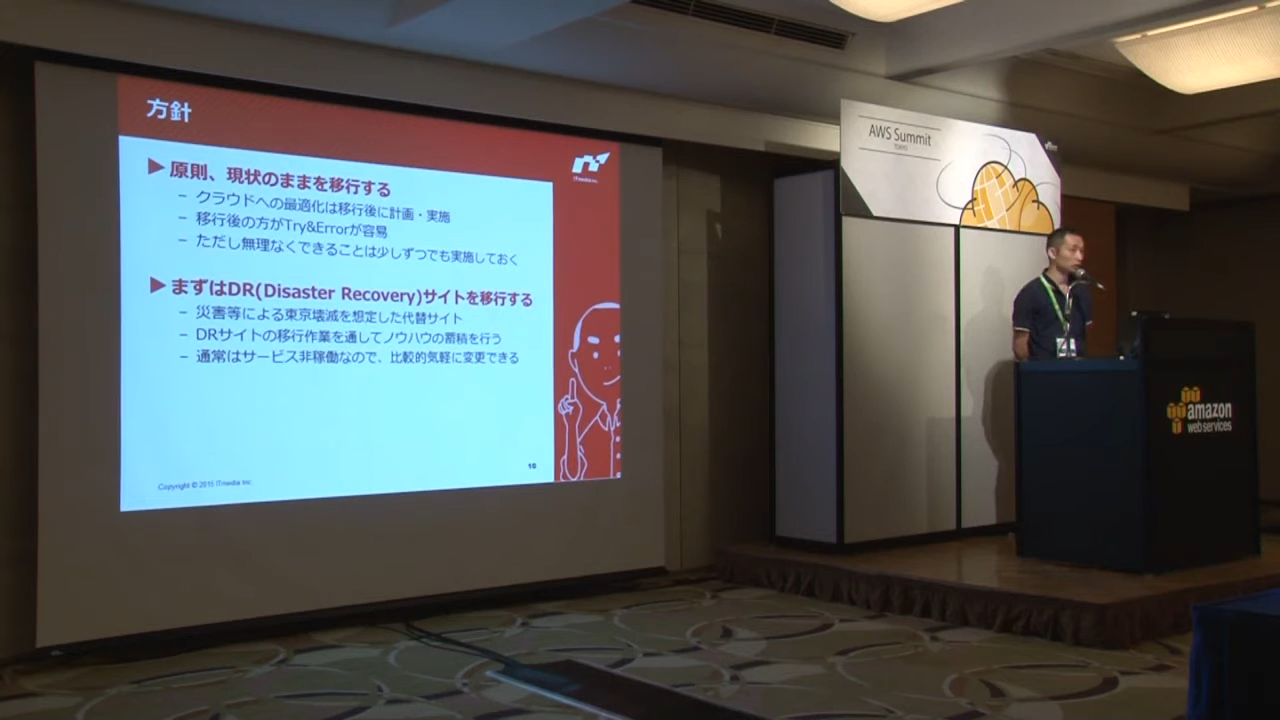 方針
ITmedia Inc.
▶原則、現状のままを移行する
− クラウドへの最適化は移行後に計画・実施
− 移行後の方がTry&Errorが容易
− ただし無理なくできることは少しずつでも実施しておく
▶まずはDR(Disaster Recovery)サイトを移行する
− 災害等による東京壊滅を想定した代替サイト
− DRサイトの移行作業を通してノウハウの蓄積を行う
− 通常はサービス非稼働なので、比較的気軽に変更できる
10
Copyright © 2015 ITmedia Inc.
AWS Summit
TOKYO
amazon
web services